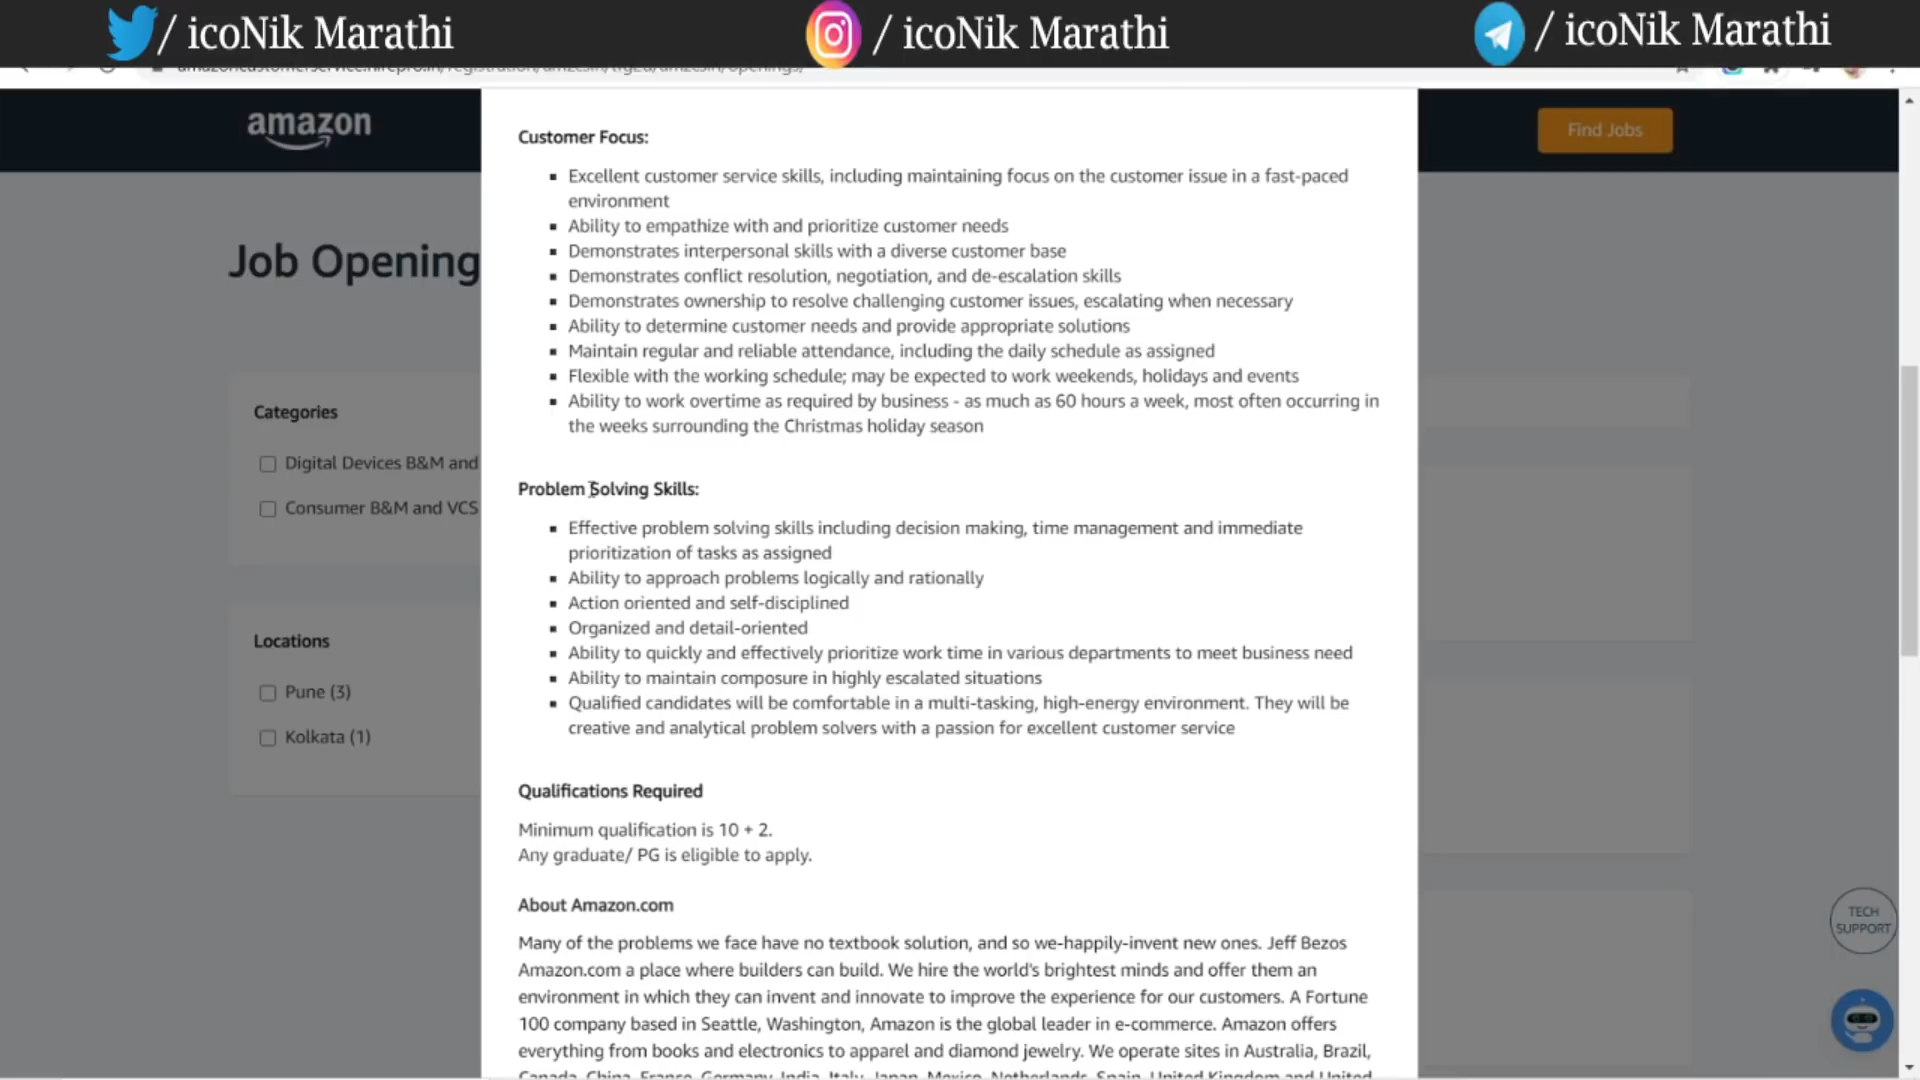 / icoNik Marathi
/ icoNik Marathi
/ icoNik Marathi
amazon
Find Jobs
Job Opening
Categories
Digital Devices B&M and
Consumer B&M and VCS
Locations
Pune (3)
Kolkata (1)
Customer Focus:
Excellent customer service skills, including maintaining focus on the customer issue in a fast-paced
environment
Ability to empathize with and prioritize customer needs
Demonstrates interpersonal skills with a diverse customer base
Demonstrates conflict resolution, negotiation, and de-escalation skills
Demonstrates ownership to resolve challenging customer issues, escalating when necessary
Ability to determine customer needs and provide appropriate solutions
Maintain regular and reliable attendance, including the daily schedule as assigned
Flexible with the working schedule; may be expected to work weekends, holidays and events
Ability to work overtime as required by business - as much as 60 hours a week, most often occurring in
the weeks surrounding the Christmas holiday season
Problem Solving Skills:
Effective problem solving skills including decision making, time management and immediate
prioritization of tasks as assigned
Ability to approach problems logically and rationally
Action oriented and self-disciplined
Organized and detail-oriented
Ability to quickly and effectively prioritize work time in various departments to meet business need
Ability to maintain composure in highly escalated situations
Qualified candidates will be comfortable in a multi-tasking, high-energy environment. They will be
creative and analytical problem solvers with a passion for excellent customer service
Qualifications Required
Minimum qualification is 10 + 2.
Any graduate/ PG is eligible to apply.
About Amazon.com
Many of the problems we face have no textbook solution, and so we-happily-invent new ones. Jeff Bezos
Amazon.com a place where builders can build. We hire the world's brightest minds and offer them an
environment in which they can invent and innovate to improve the experience for our customers. A Fortune
100 company based in Seattle, Washington, Amazon is the global leader in e-commerce. Amazon offers
everything from books and electronics to apparel and diamond jewelry. We operate sites in Australia, Brazil,
Canada, China, France, Germany, India, Italy, Japan, Mexico, Netherlands, Spain, United Kingdom and United
TECH
SUPPORT